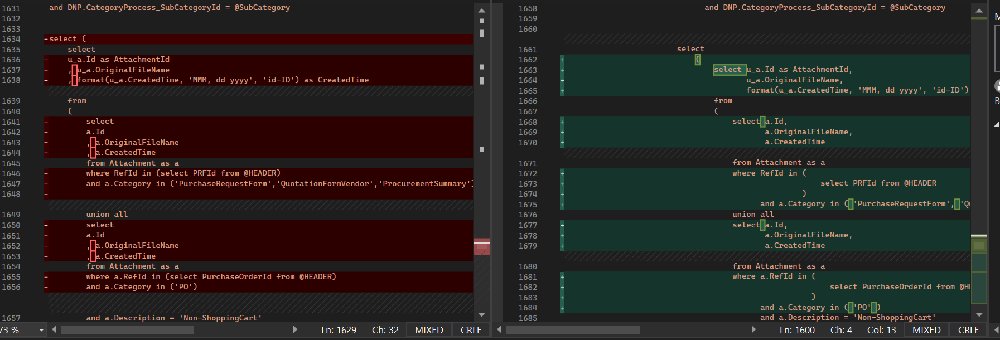 1631 and DNP.CategoryProcess_SubCategoryId = @SubCategory
1632
1633
1634 -select (
1635 select
1636 - u_a.Id as AttachmentId
1637 - , u_a.OriginalFileName
1638 - , format(u_a.CreatedTime, 'MMM, dd yyyy', 'id-ID') as CreatedTime
1639 from
1640 (
1641 - select
1642 - a.Id
1643 - , a.OriginalFileName
1644 - , a.CreatedTime
1645 from Attachment as a
1646 - where RefId in (select PRFId from @HEADER)
1647 - and a.Category in ('PurchaseRequestForm','QuotationFormVendor','ProcurementSummary')
1648 -
1649 union all
1650 - select
1651 - a.Id
1652 - , a.OriginalFileName
1653 - , a.CreatedTime
1654 from Attachment as a
1655 - where a.RefId in (select PurchaseOrderId from @HEADER)
1656 - and a.Category in ('PO')
1657 and a.Description = 'Non-ShoppingCart'
73 %
Ln: 1629 Ch: 32 MIXED CRLF
1658 and DNP.CategoryProcess_SubCategoryId = @SubCategory
1659
1660
1661 select
1662 + (
1663 + select u_a.Id as AttachmentId,
1664 + u_a.OriginalFileName,
1665 + format(u_a.CreatedTime, 'MMM, dd yyyy', 'id-ID')
1666 from
1667 (
1668 + select a.Id,
1669 + a.OriginalFileName,
1670 + a.CreatedTime
1671 from Attachment as a
1672 + where RefId in (
1673 + select PRFId from @HEADER
1674 + )
1675 + and a.Category in ( 'PurchaseRequestForm', 'Qu
1676 union all
1677 + select a.Id,
1678 + a.OriginalFileName,
1679 + a.CreatedTime
1680 from Attachment as a
1681 + where a.RefId in (
1682 + select PurchaseOrderId from @HE
1683 + )
1684 + and a.Category in ( 'PO' )
1685 and a.Description = 'Non-ShoppingCart'
Ln: 1600 Ch: 4 Col: 13 MIXED CRLF
M
B